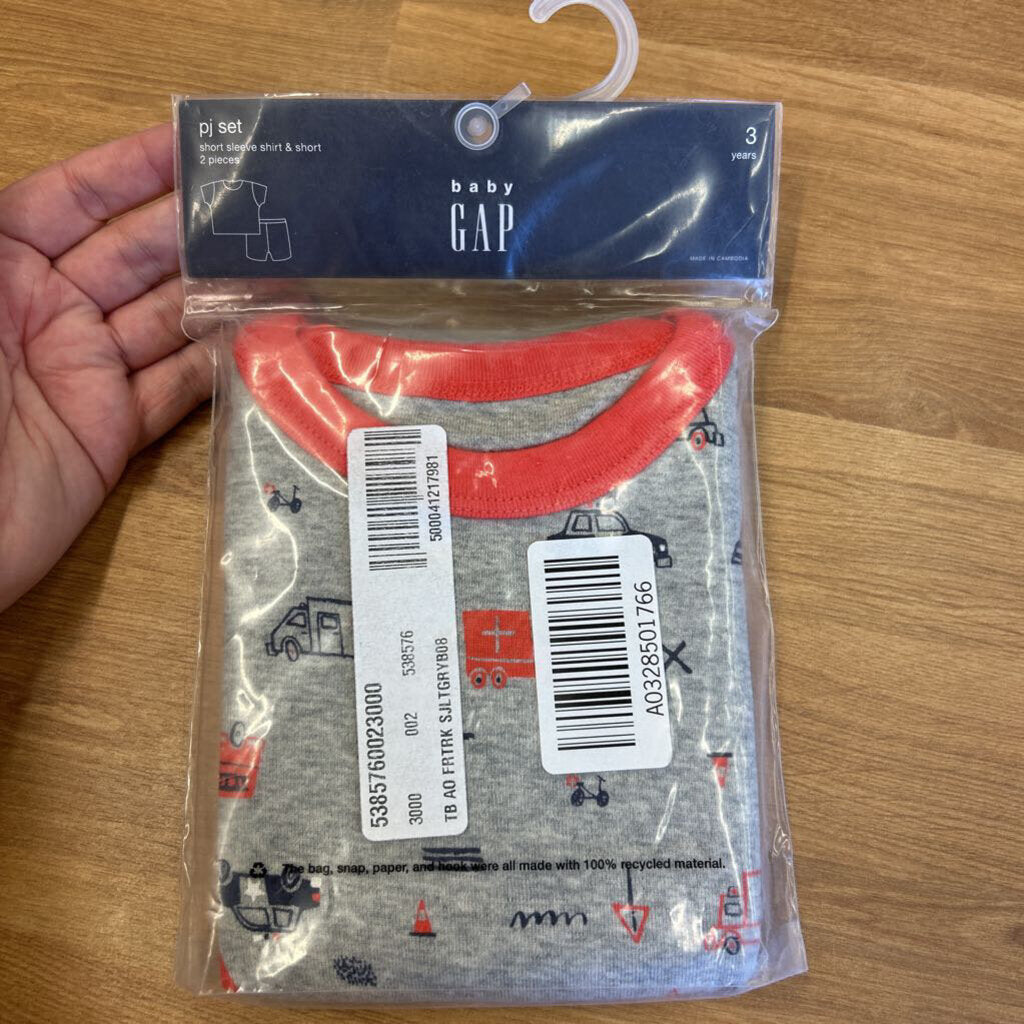 pj set
short sleeve shirt & short
2 pieces
3
years
baby
GAP
MADE IN CAMBODIA
500041217981
5385760023000
3000 002 538576
TB AO FRTRK SJLTGRYB08
A0328501766
The bag, snap, paper, and hook were all made with 100% recycled material.